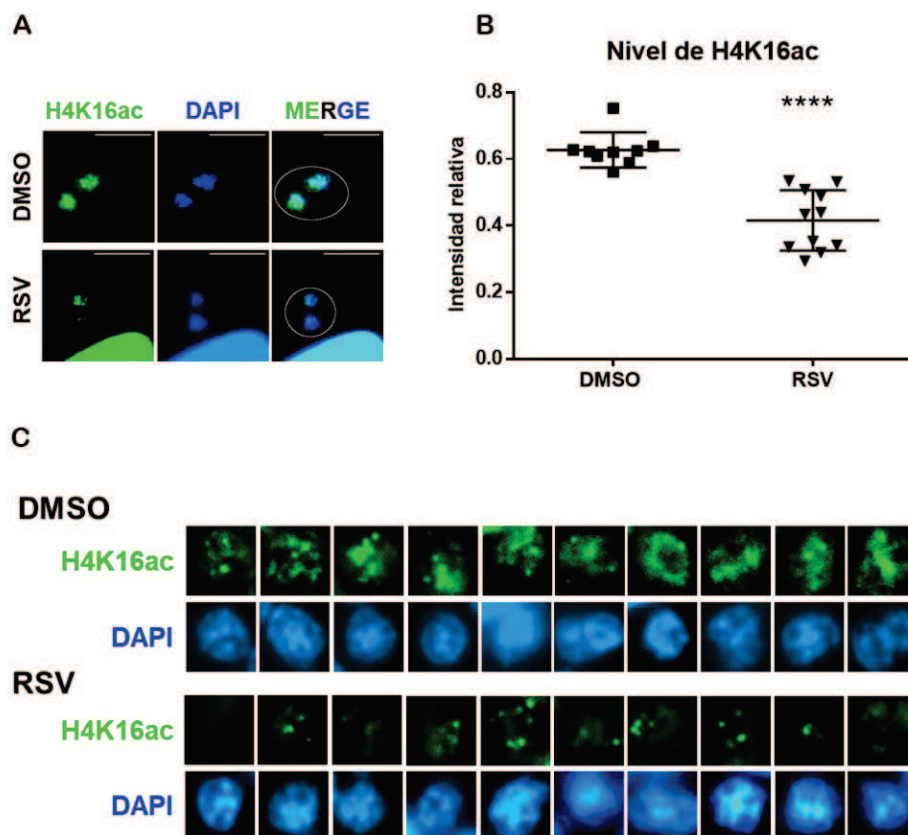 A
H4K16ac DAPI MERGE
DMSO
RSV
B
Nivel de H4K16ac
Intensidad relativa
0.8
0.6
0.4
0.2
0.0
****
DMSO RSV
C
DMSO
H4K16ac
DAPI
RSV
H4K16ac
DAPI